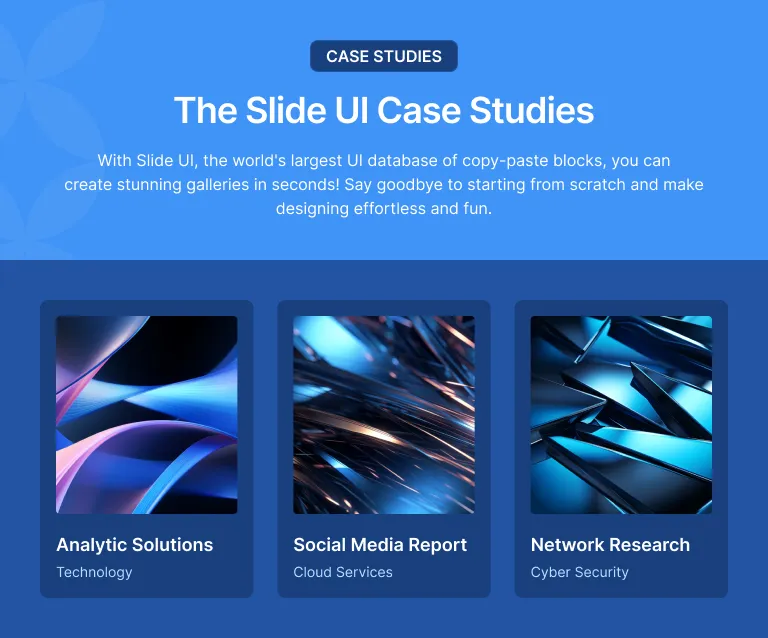 CASE STUDIES
The Slide UI Case Studies
With Slide UI, the world's largest UI database of copy-paste blocks, you can
create stunning galleries in seconds! Say goodbye to starting from scratch and make
designing effortless and fun.
Analytic Solutions
Technology
Social Media Report
Cloud Services
Network Research
Cyber Security